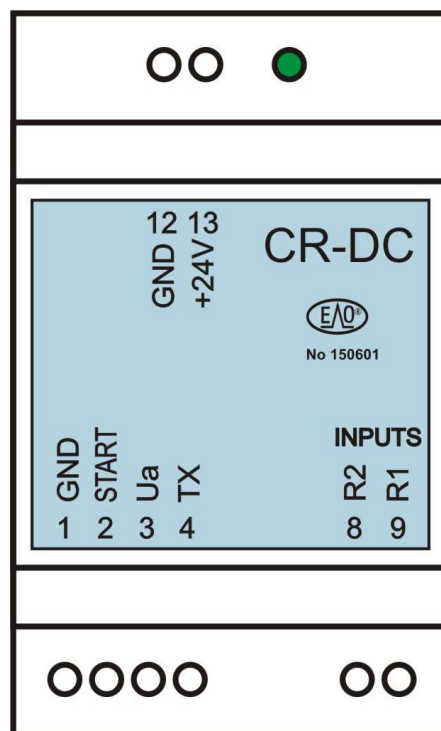 12 13
GND +24V
CR-DC
ЕЛО®
No 150601
INPUTS
GND START Ua TX R2 R1
1 2 3 4 8 9